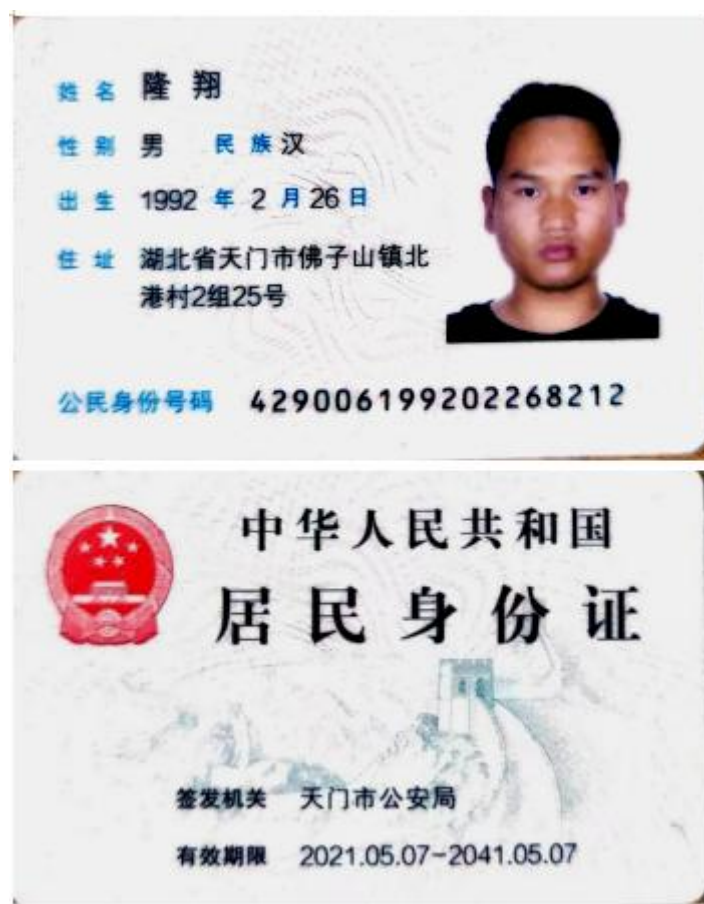 姓名 隆翔
性别 男 民族 汉
出生 1992 年 2 月 26 日
住址 湖北省天门市佛子山镇北
港村2组25号
公民身份号码 429006199202268212
中华人民共和国
居民身份证
签发机关 天门市公安局
有效期限 2021.05.07-2041.05.07